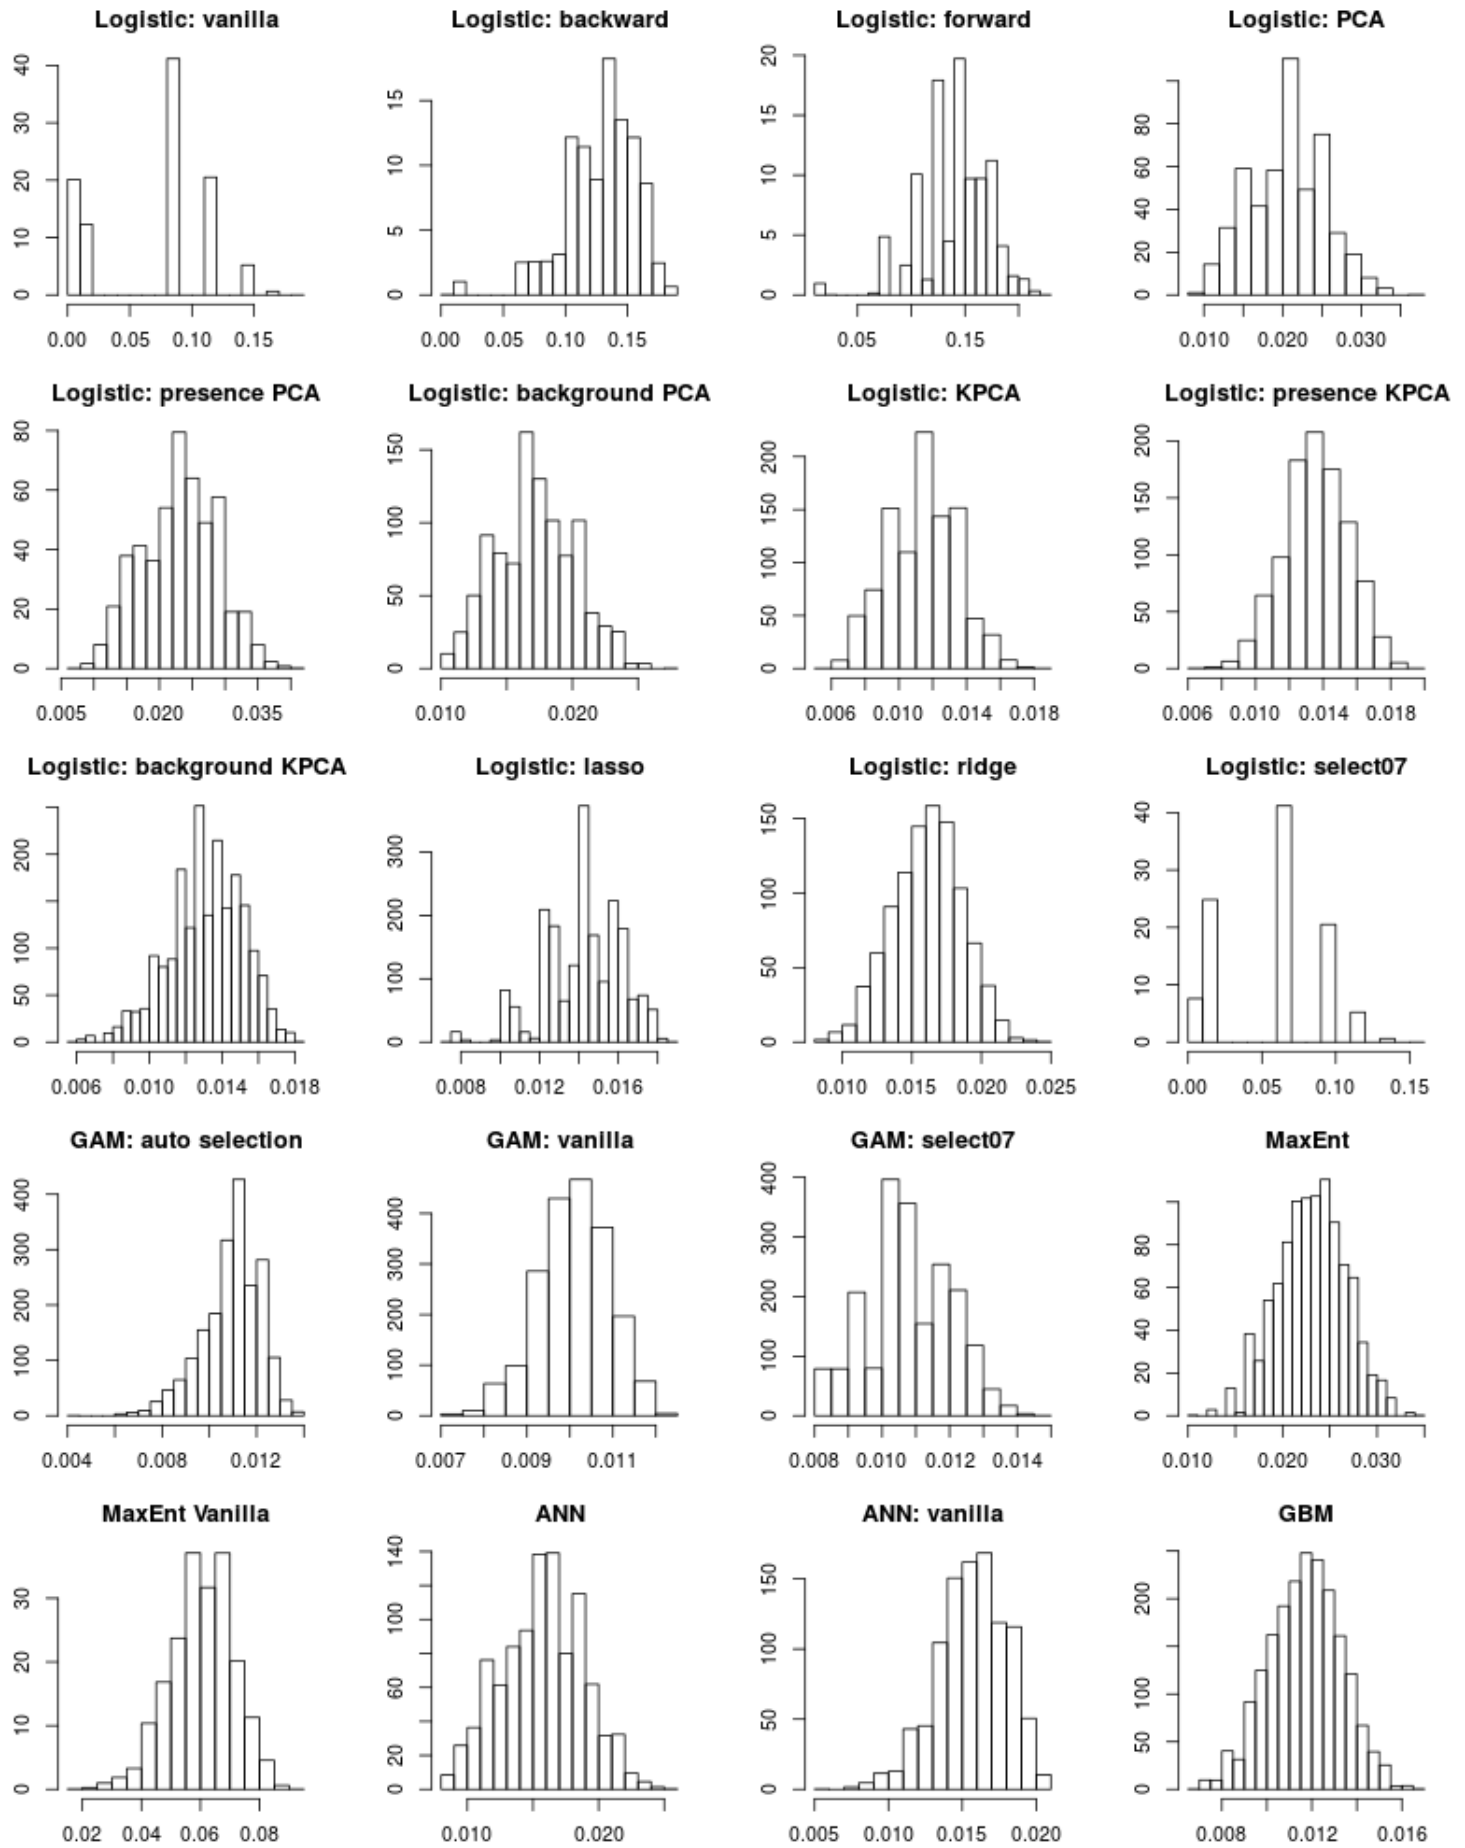 Logistic: vanilla
0 10 20 30 40
0.00 0.05 0.10 0.15
Logistic: backward
0 5 10 15
0.00 0.05 0.10 0.15
Logistic: forward
0 5 10 15 20
0.05 0.15
Logistic: PCA
0 20 40 60 80
0.010 0.020 0.030
Logistic: presence PCA
0 20 40 60 80
0.005 0.020 0.035
Logistic: background PCA
0 50 100 150
0.010 0.020
Logistic: KPCA
0 50 100 150 200
0.006 0.010 0.014 0.018
Logistic: presence KPCA
0 50 100 150 200
0.006 0.010 0.014 0.018
Logistic: background KPCA
0 50 100 200
0.006 0.010 0.014 0.018
Logistic: lasso
0 100 200 300
0.008 0.012 0.016
Logistic: ridge
0 50 100 150
0.010 0.015 0.020 0.025
Logistic: select07
0 10 20 30 40
0.00 0.05 0.10 0.15
GAM: auto selection
0 100 200 300 400
0.004 0.008 0.012
GAM: vanilla
0 100 200 300 400
0.007 0.009 0.011
GAM: select07
0 100 200 300 400
0.008 0.010 0.012 0.014
MaxEnt
0 20 40 60 80
0.010 0.020 0.030
MaxEnt Vanilla
0 10 20 30
0.02 0.04 0.06 0.08
ANN
0 20 60 100 140
0.010 0.020
ANN: vanilla
0 50 100 150
0.005 0.010 0.015 0.020
GBM
0 50 100 200
0.008 0.012 0.016